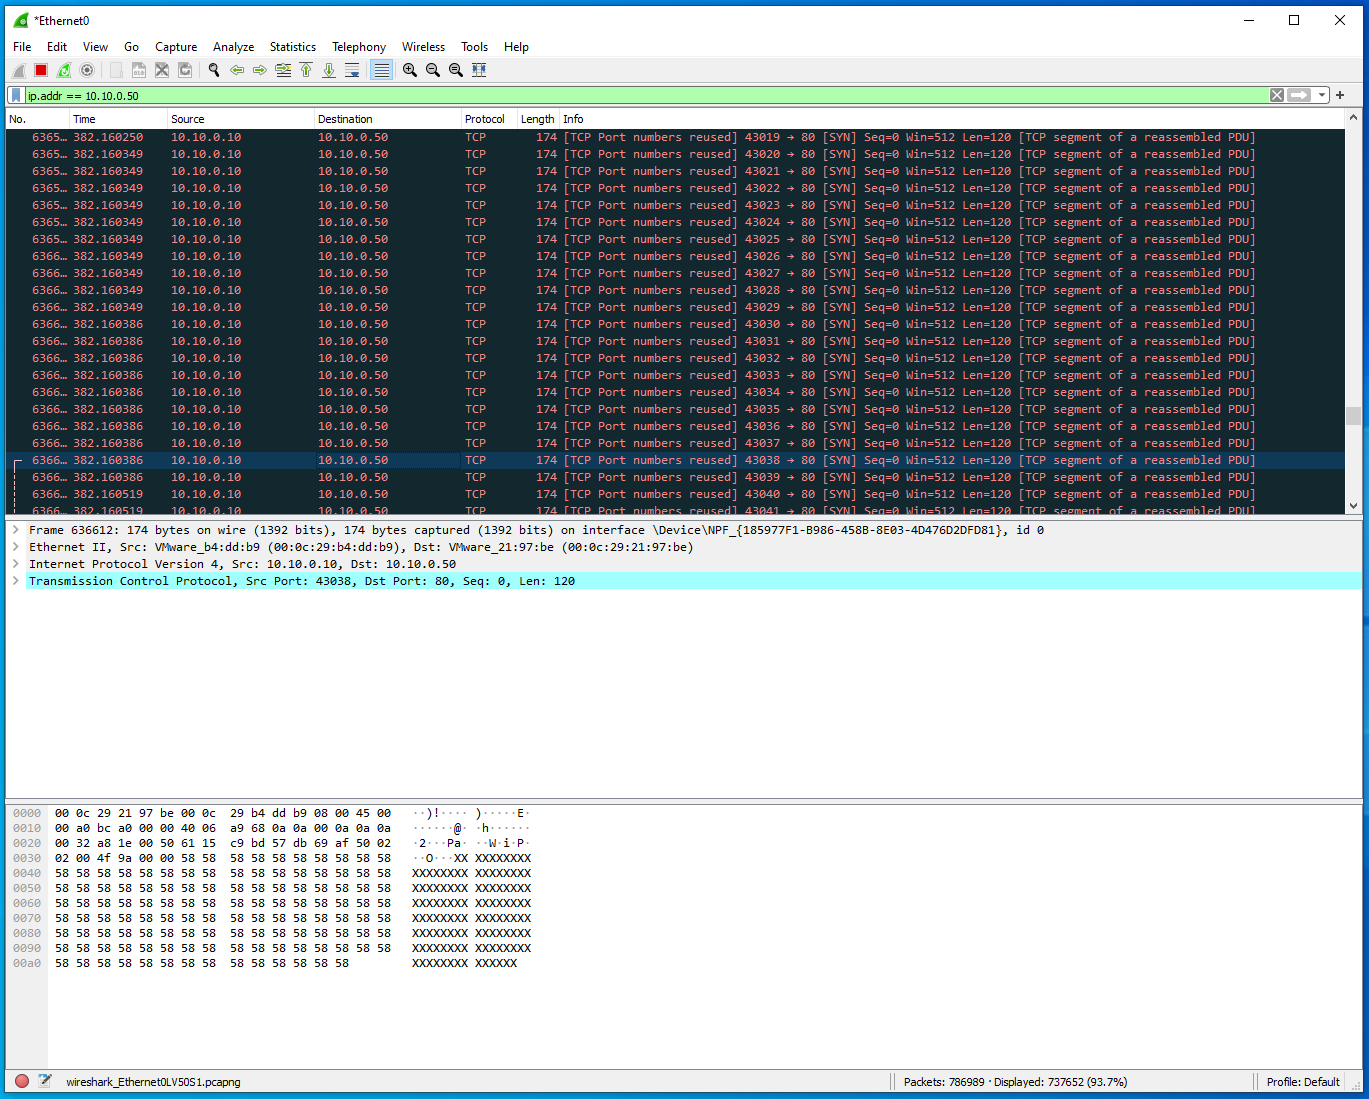 *Ethernet0
File Edit View Go Capture Analyze Statistics Telephony Wireless Tools Help
ip.addr == 10.10.0.50
No. Time Source Destination Protocol Length Info
6365… 382.160250 10.10.0.10 10.10.0.50 TCP 174 [TCP Port numbers reused] 43019 → 80 [SYN] Seq=0 Win=512 Len=120 [TCP segment of a reassembled PDU]
6365… 382.160349 10.10.0.10 10.10.0.50 TCP 174 [TCP Port numbers reused] 43020 → 80 [SYN] Seq=0 Win=512 Len=120 [TCP segment of a reassembled PDU]
6365… 382.160349 10.10.0.10 10.10.0.50 TCP 174 [TCP Port numbers reused] 43021 → 80 [SYN] Seq=0 Win=512 Len=120 [TCP segment of a reassembled PDU]
6365… 382.160349 10.10.0.10 10.10.0.50 TCP 174 [TCP Port numbers reused] 43022 → 80 [SYN] Seq=0 Win=512 Len=120 [TCP segment of a reassembled PDU]
6365… 382.160349 10.10.0.10 10.10.0.50 TCP 174 [TCP Port numbers reused] 43023 → 80 [SYN] Seq=0 Win=512 Len=120 [TCP segment of a reassembled PDU]
6365… 382.160349 10.10.0.10 10.10.0.50 TCP 174 [TCP Port numbers reused] 43024 → 80 [SYN] Seq=0 Win=512 Len=120 [TCP segment of a reassembled PDU]
6365… 382.160349 10.10.0.10 10.10.0.50 TCP 174 [TCP Port numbers reused] 43025 → 80 [SYN] Seq=0 Win=512 Len=120 [TCP segment of a reassembled PDU]
6366… 382.160349 10.10.0.10 10.10.0.50 TCP 174 [TCP Port numbers reused] 43026 → 80 [SYN] Seq=0 Win=512 Len=120 [TCP segment of a reassembled PDU]
6366… 382.160349 10.10.0.10 10.10.0.50 TCP 174 [TCP Port numbers reused] 43027 → 80 [SYN] Seq=0 Win=512 Len=120 [TCP segment of a reassembled PDU]
6366… 382.160349 10.10.0.10 10.10.0.50 TCP 174 [TCP Port numbers reused] 43028 → 80 [SYN] Seq=0 Win=512 Len=120 [TCP segment of a reassembled PDU]
6366… 382.160349 10.10.0.10 10.10.0.50 TCP 174 [TCP Port numbers reused] 43029 → 80 [SYN] Seq=0 Win=512 Len=120 [TCP segment of a reassembled PDU]
6366… 382.160386 10.10.0.10 10.10.0.50 TCP 174 [TCP Port numbers reused] 43030 → 80 [SYN] Seq=0 Win=512 Len=120 [TCP segment of a reassembled PDU]
6366… 382.160386 10.10.0.10 10.10.0.50 TCP 174 [TCP Port numbers reused] 43031 → 80 [SYN] Seq=0 Win=512 Len=120 [TCP segment of a reassembled PDU]
6366… 382.160386 10.10.0.10 10.10.0.50 TCP 174 [TCP Port numbers reused] 43032 → 80 [SYN] Seq=0 Win=512 Len=120 [TCP segment of a reassembled PDU]
6366… 382.160386 10.10.0.10 10.10.0.50 TCP 174 [TCP Port numbers reused] 43033 → 80 [SYN] Seq=0 Win=512 Len=120 [TCP segment of a reassembled PDU]
6366… 382.160386 10.10.0.10 10.10.0.50 TCP 174 [TCP Port numbers reused] 43034 → 80 [SYN] Seq=0 Win=512 Len=120 [TCP segment of a reassembled PDU]
6366… 382.160386 10.10.0.10 10.10.0.50 TCP 174 [TCP Port numbers reused] 43035 → 80 [SYN] Seq=0 Win=512 Len=120 [TCP segment of a reassembled PDU]
6366… 382.160386 10.10.0.10 10.10.0.50 TCP 174 [TCP Port numbers reused] 43036 → 80 [SYN] Seq=0 Win=512 Len=120 [TCP segment of a reassembled PDU]
6366… 382.160386 10.10.0.10 10.10.0.50 TCP 174 [TCP Port numbers reused] 43037 → 80 [SYN] Seq=0 Win=512 Len=120 [TCP segment of a reassembled PDU]
6366… 382.160386 10.10.0.10 10.10.0.50 TCP 174 [TCP Port numbers reused] 43038 → 80 [SYN] Seq=0 Win=512 Len=120 [TCP segment of a reassembled PDU]
6366… 382.160386 10.10.0.10 10.10.0.50 TCP 174 [TCP Port numbers reused] 43039 → 80 [SYN] Seq=0 Win=512 Len=120 [TCP segment of a reassembled PDU]
6366… 382.160519 10.10.0.10 10.10.0.50 TCP 174 [TCP Port numbers reused] 43040 → 80 [SYN] Seq=0 Win=512 Len=120 [TCP segment of a reassembled PDU]
6366… 382.160519 10.10.0.10 10.10.0.50 TCP 174 [TCP Port numbers reused] 43041 → 80 [SYN] Seq=0 Win=512 Len=120 [TCP segment of a reassembled PDU]
Frame 636612: 174 bytes on wire (1392 bits), 174 bytes captured (1392 bits) on interface \Device\NPF_{185977F1-B986-458B-8E03-4D476D2DFD81}, id 0
Ethernet II, Src: VMware_b4:dd:b9 (00:0c:29:b4:dd:b9), Dst: VMware_21:97:be (00:0c:29:21:97:be)
Internet Protocol Version 4, Src: 10.10.0.10, Dst: 10.10.0.50
Transmission Control Protocol, Src Port: 43038, Dst Port: 80, Seq: 0, Len: 120
0000 00 0c 29 21 97 be 00 0c 29 b4 dd b9 08 00 45 00 ··)!···· )·····E·
0010 00 a0 bc a0 00 00 40 06 a9 68 0a 0a 00 0a 0a 0a ······@· ·h······
0020 00 32 a8 1e 00 50 61 15 c9 bd 57 db 69 af 50 02 ·2···Pa· ··W·i·P·
0030 02 00 4f 9a 00 00 58 58 58 58 58 58 58 58 58 58 ··O···XX XXXXXXXX
0040 58 58 58 58 58 58 58 58 58 58 58 58 58 58 58 58 XXXXXXXX XXXXXXXX
0050 58 58 58 58 58 58 58 58 58 58 58 58 58 58 58 58 XXXXXXXX XXXXXXXX
0060 58 58 58 58 58 58 58 58 58 58 58 58 58 58 58 58 XXXXXXXX XXXXXXXX
0070 58 58 58 58 58 58 58 58 58 58 58 58 58 58 58 58 XXXXXXXX XXXXXXXX
0080 58 58 58 58 58 58 58 58 58 58 58 58 58 58 58 58 XXXXXXXX XXXXXXXX
0090 58 58 58 58 58 58 58 58 58 58 58 58 58 58 58 58 XXXXXXXX XXXXXXXX
00a0 58 58 58 58 58 58 58 58 58 58 58 58 58 58 XXXXXXXX XXXXXX
wireshark_Ethernet0LV50S1.pcapng Packets: 786989 · Displayed: 737652 (93.7%) Profile: Default